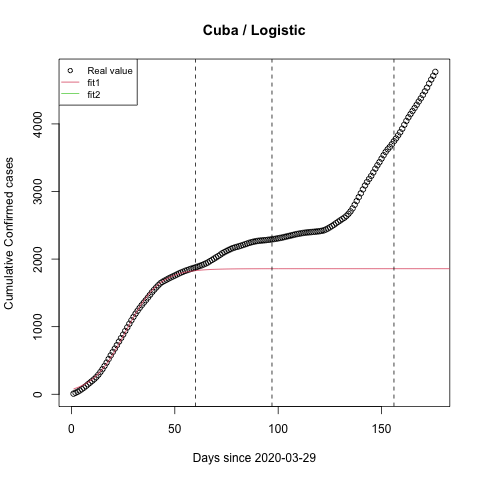 Cuba / Logistic
Real value
fit1
fit2
Cumulative Confirmed cases
0
1000
2000
3000
4000
0
50
100
150
Days since 2020-03-29